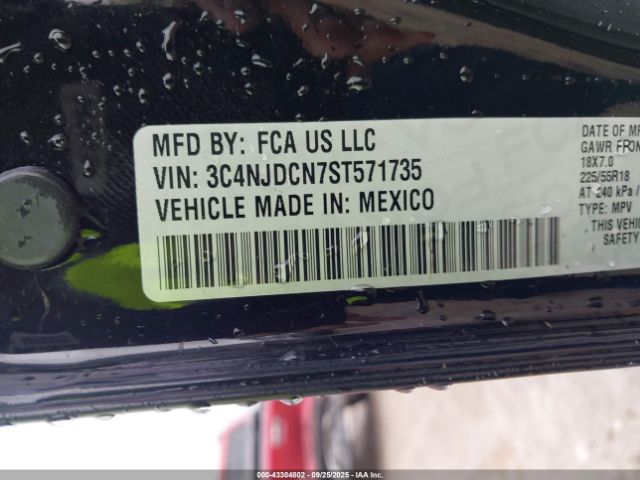 MFD BY: FCA US LLC
VIN: 3C4NJDCN7ST571735
VEHICLE MADE IN: MEXICO
DATE OF MF
GAWR FRON
18X7.0
225/55R18
AT 240 kPa /
TYPE: MPV
THIS VEHIC
SAFETY
000-43304802 - 09/25/2025 - IAA, Inc.